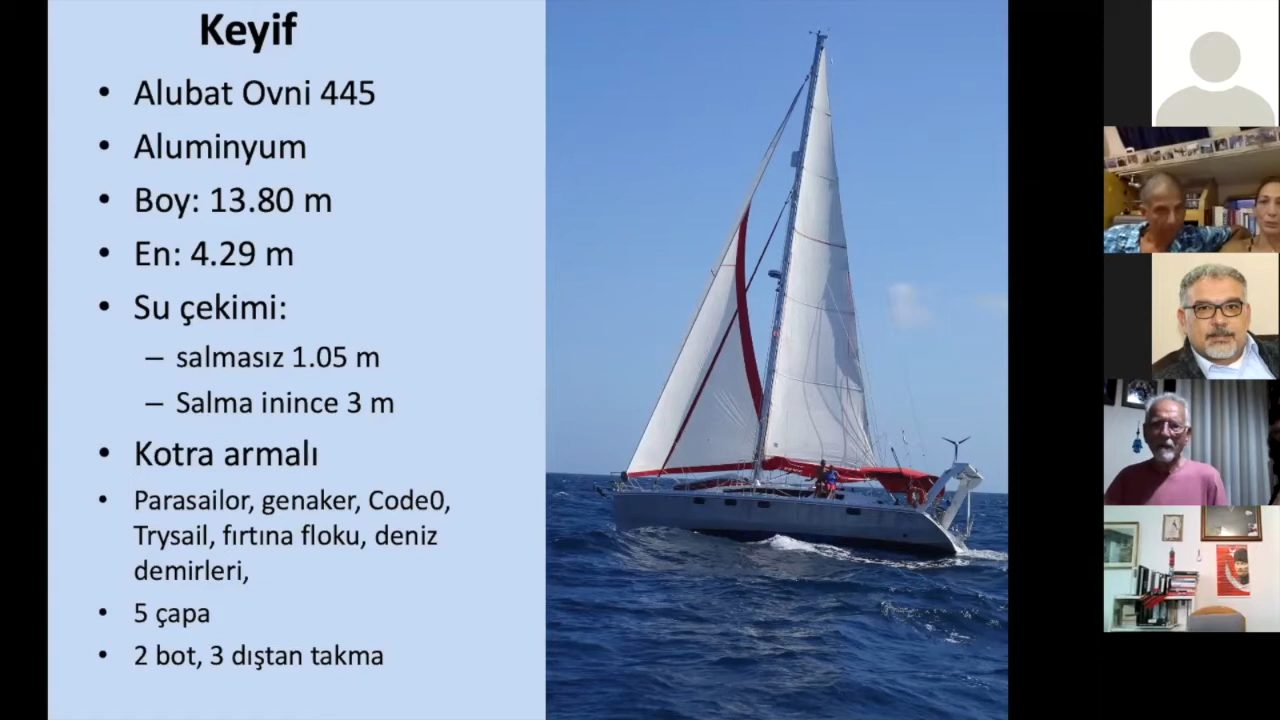 Keyif
• Alubat Ovni 445
• Aluminyum
• Boy: 13.80 m
• En: 4.29 m
• Su çekimi:
– salmasız 1.05 m
– Salma inince 3 m
• Kotra armalı
• Parasailor, genaker, Code0,
Trysail, fırtına floku, deniz
demirleri,
• 5 çapa
• 2 bot, 3 dıştan takma